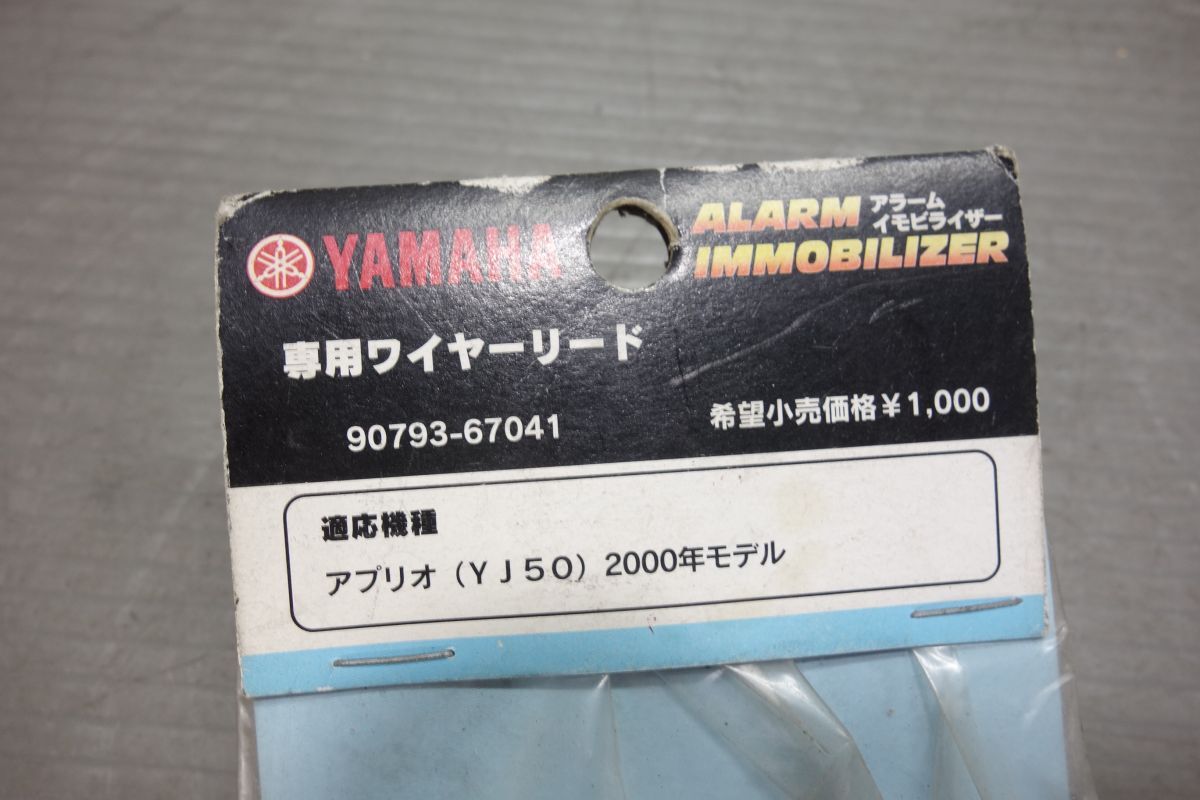 YAMAHA
ALARM アラーム
IMMOBILIZER イモビライザー
専用ワイヤーリード
90793-67041
希望小売価格¥1,000
適応機種
アプリオ(YJ50)2000年モデル